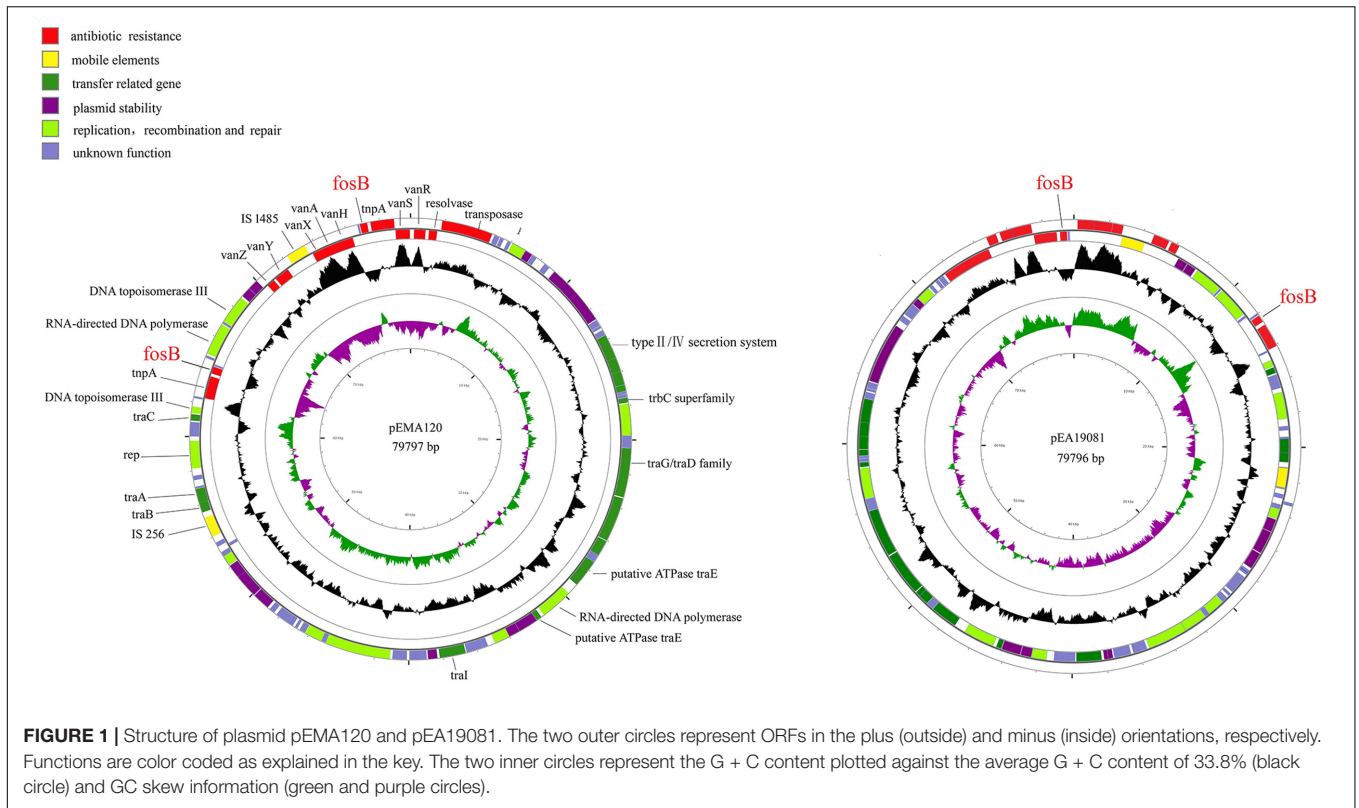 antibiotic resistance
mobile elements
transfer related gene
plasmid stability
replication，recombination and repair
unknown function
fosB
vanR
vanS
tnpA
resolvase
transposase
vanH
vanA
IS I485
vanX
vanY
vanZ
DNA topoisomerase III
RNA-directed DNA polymerase
fosB
tnpA
DNA topoisomerase III
traC
rep
traA
traB
IS 256
type II/IV secretion system
trbC superfamily
traG/traD family
putative ATPase traE
RNA-directed DNA polymerase
putative ATPase traE
traI
pEMA120
79797 bp
fosB
fosB
pEA19081
79796 bp
FIGURE 1 | Structure of plasmid pEMA120 and pEA19081. The two outer circles represent ORFs in the plus (outside) and minus (inside) orientations, respectively.
Functions are color coded as explained in the key. The two inner circles represent the G + C content plotted against the average G + C content of 33.8% (black
circle) and GC skew information (green and purple circles).